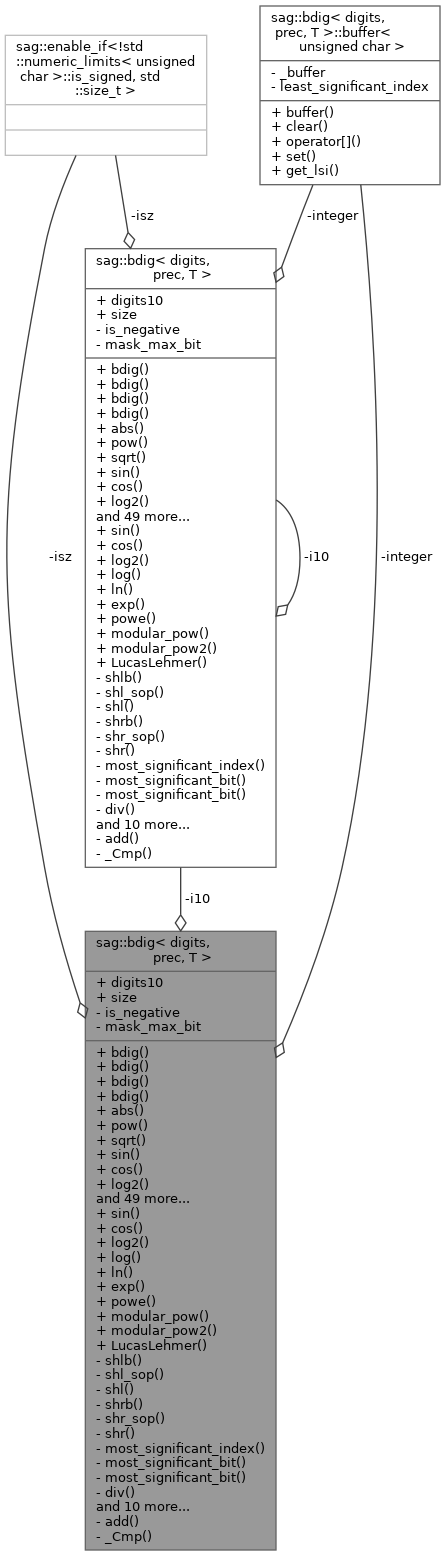 sag::enable_if<!std
::numeric_limits< unsigned
char >::is_signed, std
::size_t >
sag::bdig< digits,
prec, T >::buffer<
unsigned char >
- _buffer
- least_significant_index
+ buffer()
+ clear()
+ operator[]()
+ set()
+ get_lsi()
-isz
-integer
sag::bdig< digits,
prec, T >
+ digits10
+ size
- is_negative
- mask_max_bit
+ bdig()
+ bdig()
+ bdig()
+ bdig()
+ abs()
+ pow()
+ sqrt()
+ sin()
+ cos()
+ log2()
and 49 more...
+ sin()
+ cos()
+ log2()
+ log()
+ ln()
+ exp()
+ powe()
+ modular_pow()
+ modular_pow2()
+ LucasLehmer()
- shlb()
- shl_sop()
- shl()
- shrb()
- shr_sop()
- shr()
- most_significant_index()
- most_significant_bit()
- most_significant_bit()
- div()
and 10 more...
- add()
- _Cmp()
-isz
-i10
-integer
-i10
sag::bdig< digits,
prec, T >
+ digits10
+ size
- is_negative
- mask_max_bit
+ bdig()
+ bdig()
+ bdig()
+ bdig()
+ abs()
+ pow()
+ sqrt()
+ sin()
+ cos()
+ log2()
and 49 more...
+ sin()
+ cos()
+ log2()
+ log()
+ ln()
+ exp()
+ powe()
+ modular_pow()
+ modular_pow2()
+ LucasLehmer()
- shlb()
- shl_sop()
- shl()
- shrb()
- shr_sop()
- shr()
- most_significant_index()
- most_significant_bit()
- most_significant_bit()
- div()
and 10 more...
- add()
- _Cmp()